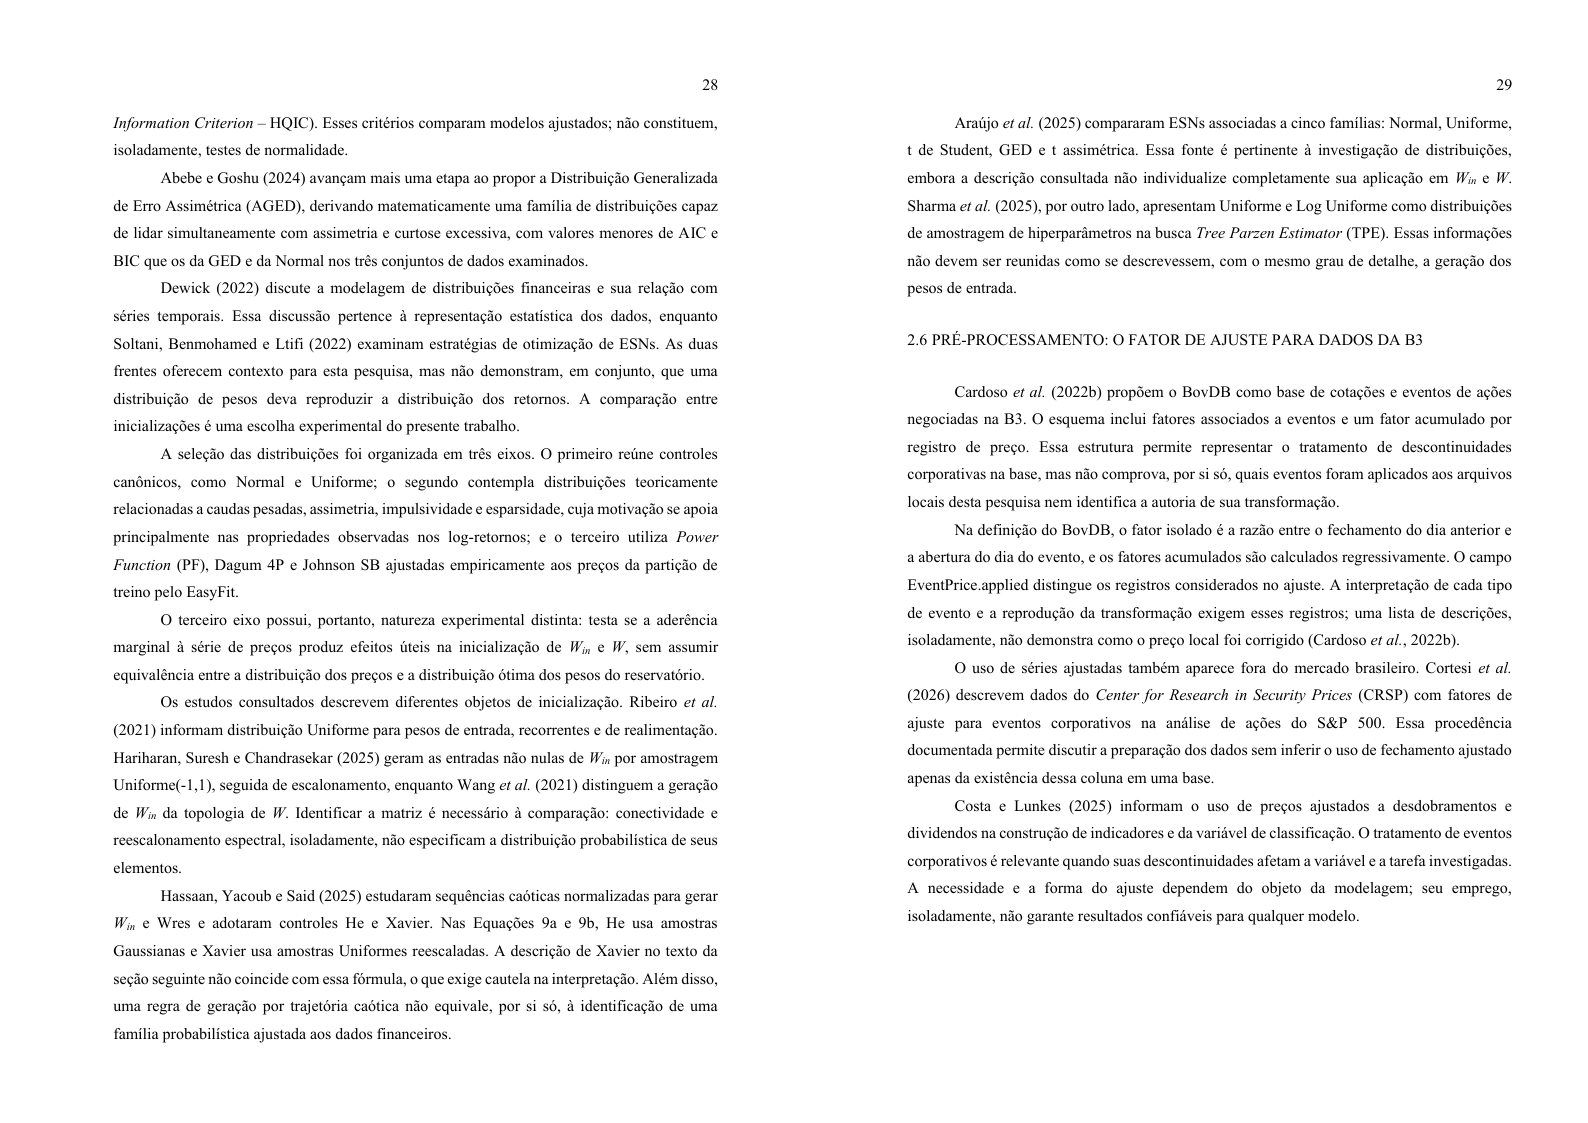 28
Information Criterion – HQIC). Esses critérios comparam modelos ajustados; não constituem,
isoladamente, testes de normalidade.
Abebe e Goshu (2024) avançam mais uma etapa ao propor a Distribuição Generalizada
de Erro Assimétrica (AGED), derivando matematicamente uma família de distribuições capaz
de lidar simultaneamente com assimetria e curtose excessiva, com valores menores de AIC e
BIC que os da GED e da Normal nos três conjuntos de dados examinados.
Dewick (2022) discute a modelagem de distribuições financeiras e sua relação com
séries temporais. Essa discussão pertence à representação estatística dos dados, enquanto
Soltani, Benmohamed e Ltifi (2022) examinam estratégias de otimização de ESNs. As duas
frentes oferecem contexto para esta pesquisa, mas não demonstram, em conjunto, que uma
distribuição de pesos deva reproduzir a distribuição dos retornos. A comparação entre
inicializações é uma escolha experimental do presente trabalho.
A seleção das distribuições foi organizada em três eixos. O primeiro reúne controles
canônicos, como Normal e Uniforme; o segundo contempla distribuições teoricamente
relacionadas a caudas pesadas, assimetria, impulsividade e esparsidade, cuja motivação se apoia
principalmente nas propriedades observadas nos log-retornos; e o terceiro utiliza Power
Function (PF), Dagum 4P e Johnson SB ajustadas empiricamente aos preços da partição de
treino pelo EasyFit.
O terceiro eixo possui, portanto, natureza experimental distinta: testa se a aderência
marginal à série de preços produz efeitos úteis na inicialização de Win e W, sem assumir
equivalência entre a distribuição dos preços e a distribuição ótima dos pesos do reservatório.
Os estudos consultados descrevem diferentes objetos de inicialização. Ribeiro et al.
(2021) informam distribuição Uniforme para pesos de entrada, recorrentes e de realimentação.
Hariharan, Suresh e Chandrasekar (2025) geram as entradas não nulas de Win por amostragem
Uniforme(-1,1), seguida de escalonamento, enquanto Wang et al. (2021) distinguem a geração
de Win da topologia de W. Identificar a matriz é necessário à comparação: conectividade e
reescalonamento espectral, isoladamente, não especificam a distribuição probabilística de seus
elementos.
Hassaan, Yacoub e Said (2025) estudaram sequências caóticas normalizadas para gerar
Win e Wres e adotaram controles He e Xavier. Nas Equações 9a e 9b, He usa amostras
Gaussianas e Xavier usa amostras Uniformes reescaladas. A descrição de Xavier no texto da
seção seguinte não coincide com essa fórmula, o que exige cautela na interpretação. Além disso,
uma regra de geração por trajetória caótica não equivale, por si só, à identificação de uma
família probabilística ajustada aos dados financeiros.
29
Araújo et al. (2025) compararam ESNs associadas a cinco famílias: Normal, Uniforme,
t de Student, GED e t assimétrica. Essa fonte é pertinente à investigação de distribuições,
embora a descrição consultada não individualize completamente sua aplicação em Win e W.
Sharma et al. (2025), por outro lado, apresentam Uniforme e Log Uniforme como distribuições
de amostragem de hiperparâmetros na busca Tree Parzen Estimator (TPE). Essas informações
não devem ser reunidas como se descrevessem, com o mesmo grau de detalhe, a geração dos
pesos de entrada.
2.6 PRÉ-PROCESSAMENTO: O FATOR DE AJUSTE PARA DADOS DA B3
Cardoso et al. (2022b) propõem o BovDB como base de cotações e eventos de ações
negociadas na B3. O esquema inclui fatores associados a eventos e um fator acumulado por
registro de preço. Essa estrutura permite representar o tratamento de descontinuidades
corporativas na base, mas não comprova, por si só, quais eventos foram aplicados aos arquivos
locais desta pesquisa nem identifica a autoria de sua transformação.
Na definição do BovDB, o fator isolado é a razão entre o fechamento do dia anterior e
a abertura do dia do evento, e os fatores acumulados são calculados regressivamente. O campo
EventPrice.applied distingue os registros considerados no ajuste. A interpretação de cada tipo
de evento e a reprodução da transformação exigem esses registros; uma lista de descrições,
isoladamente, não demonstra como o preço local foi corrigido (Cardoso et al., 2022b).
O uso de séries ajustadas também aparece fora do mercado brasileiro. Cortesi et al.
(2026) descrevem dados do Center for Research in Security Prices (CRSP) com fatores de
ajuste para eventos corporativos na análise de ações do S&P 500. Essa procedência
documentada permite discutir a preparação dos dados sem inferir o uso de fechamento ajustado
apenas da existência dessa coluna em uma base.
Costa e Lunkes (2025) informam o uso de preços ajustados a desdobramentos e
dividendos na construção de indicadores e da variável de classificação. O tratamento de eventos
corporativos é relevante quando suas descontinuidades afetam a variável e a tarefa investigadas.
A necessidade e a forma do ajuste dependem do objeto da modelagem; seu emprego,
isoladamente, não garante resultados confiáveis para qualquer modelo.